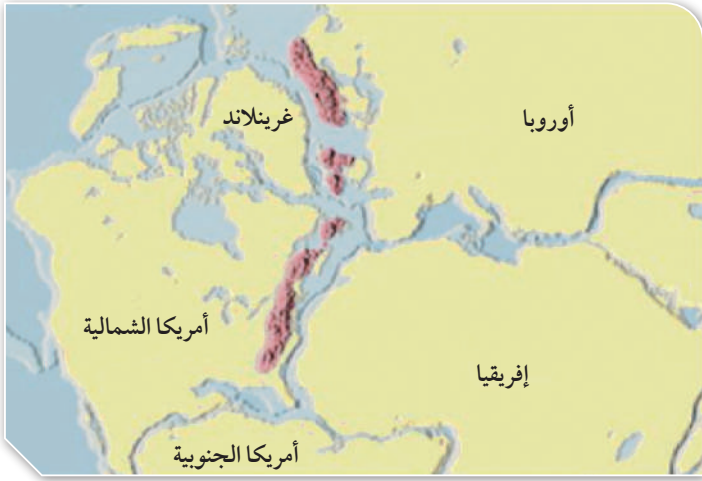 غرينلاند
أوروبا
أمريكا الشمالية
إفريقيا
أمريكا الجنوبية